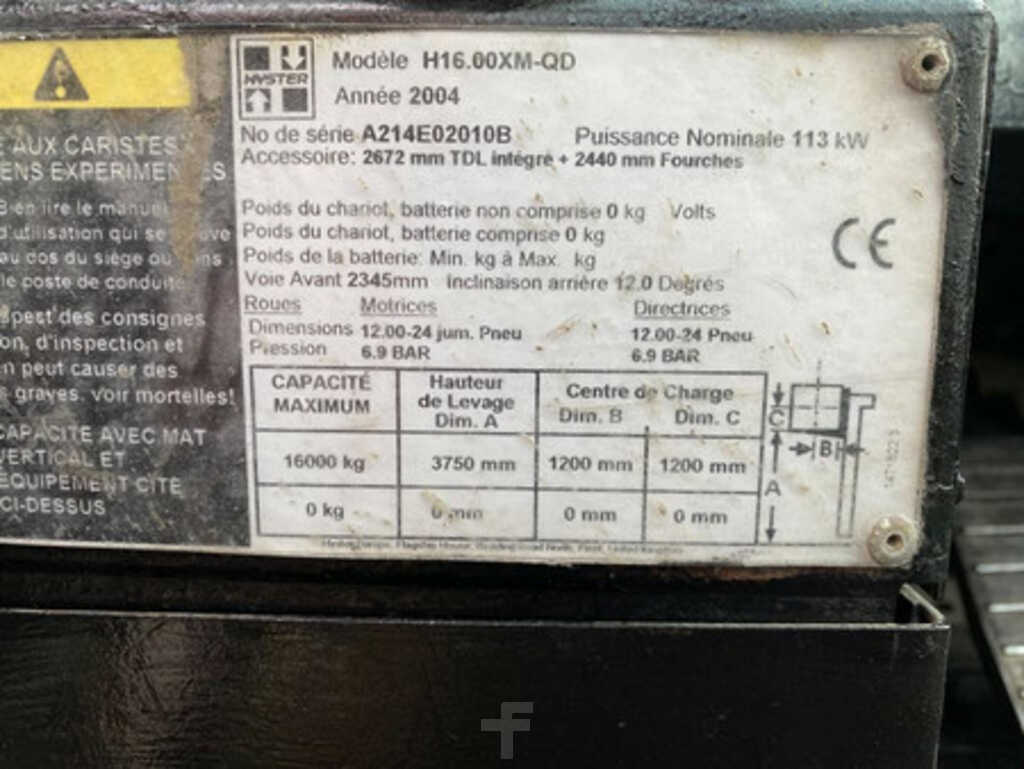 HYSTER
Modèle H16.00XM-QD
Année 2004
No de série A214E02010B Puissance Nominale 113 kW
Accessoire: 2672 mm TDL intégré + 2440 mm Fourches
Poids du chariot, batterie non comprise 0 kg Volts
Poids du chariot, batterie comprise 0 kg
Poids de la batterie: Min. kg à Max. kg
Voie Avant 2345mm Inclinaison arrière 12.0 Degrés
Roues Motrices Directrices
Dimensions 12.00-24 jum. Pneu 12.00-24 Pneu
Pression 6.9 BAR 6.9 BAR
CE
CAPACITÉ MAXIMUM
Hauteur de Levage Dim. A
Centre de Charge
Dim. B Dim. C
16000 kg 3750 mm 1200 mm 1200 mm
0 kg 0 mm 0 mm 0 mm
C
B
A
AUX CARISTES
EXPERIMEN
lire le manuel
d'utilisation qui se
au dos du siège ou
le poste de conduite
des consignes
d'inspection et
peut causer des
graves, voir mortelles!
CAPACITE AVEC MAT
VERTICAL ET
EQUIPEMENT CITE
CI-DESSUS